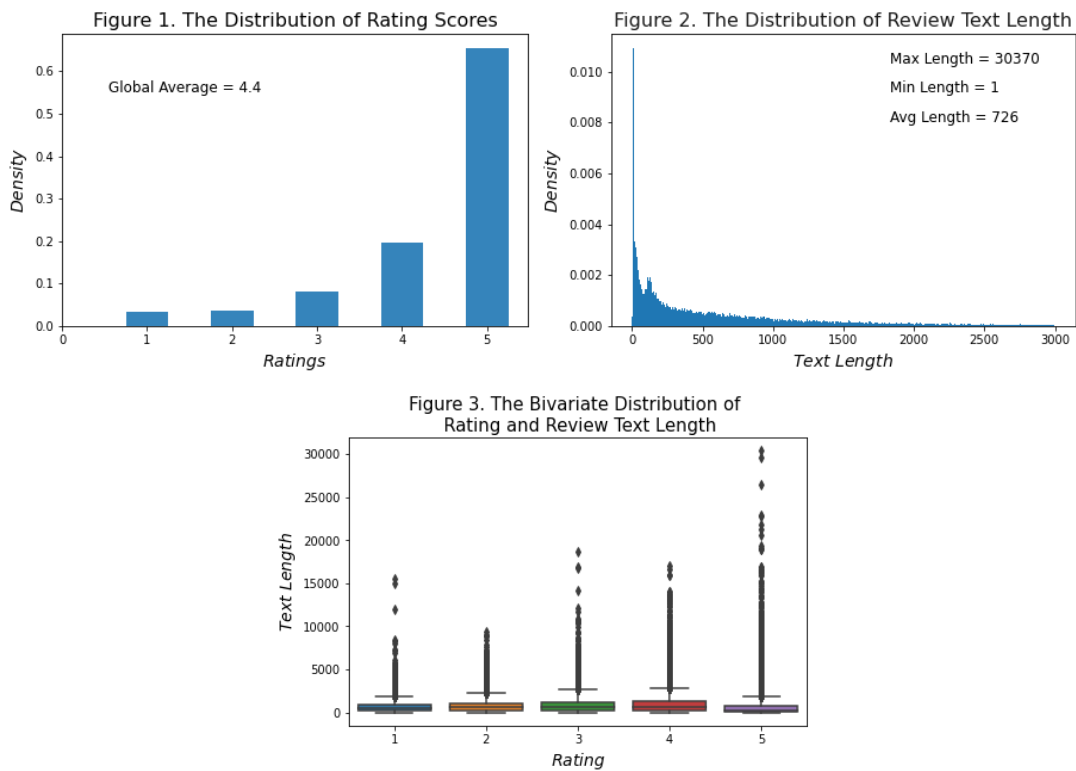 Figure 1. The Distribution of Rating Scores
Density
0.6
0.5
0.4
0.3
0.2
0.1
0.0
Global Average = 4.4
0 1 2 3 4 5
Ratings
Figure 2. The Distribution of Review Text Length
Density
0.010
0.008
0.006
0.004
0.002
0.000
Max Length = 30370
Min Length = 1
Avg Length = 726
0 500 1000 1500 2000 2500 3000
Text Length
Figure 3. The Bivariate Distribution of
Rating and Review Text Length
Text Length
30000
25000
20000
15000
10000
5000
0
1 2 3 4 5
Rating